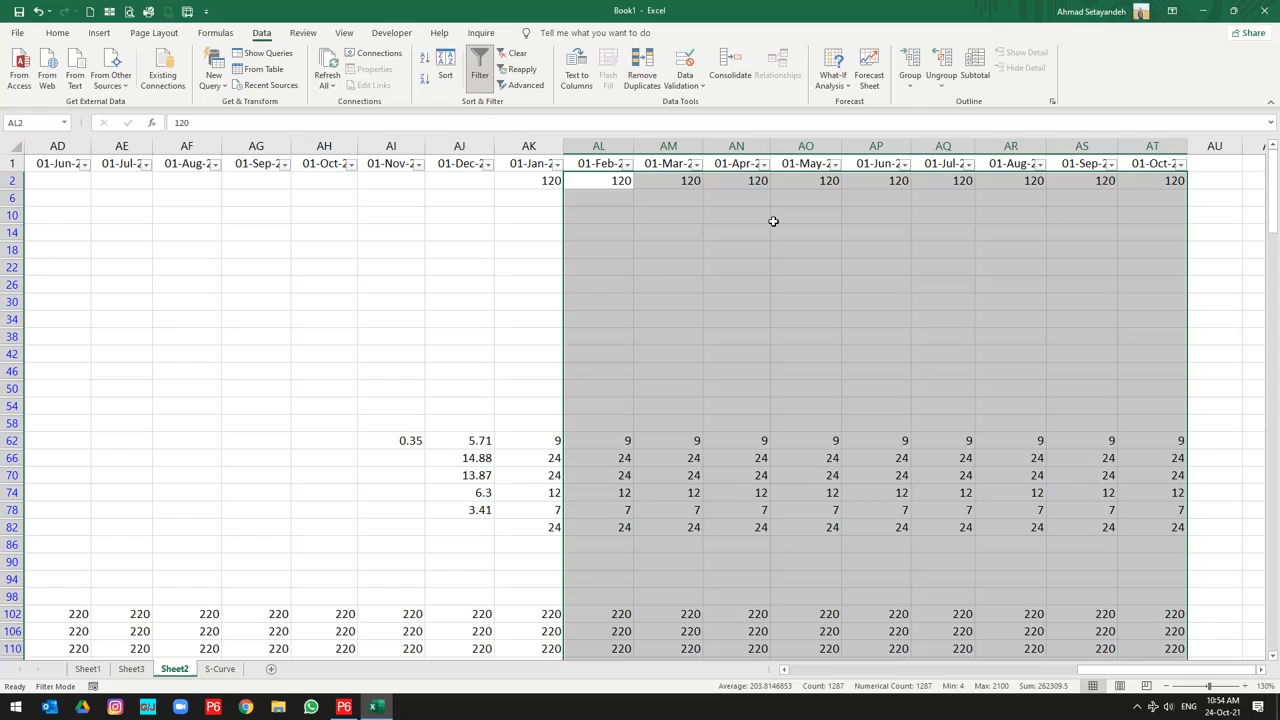 Book1 - Excel
Ahmad Setayandeh
File Home Insert Page Layout Formulas Data Review View Developer Help Inquire Tell me what you want to do Share
From Access From Web From Text From Other Sources Existing Connections New Query Show Queries From Table Recent Sources Refresh All Connections Properties Edit Links Sort Filter Clear Reapply Advanced Text to Columns Flash Fill Remove Duplicates Data Validation Consolidate Relationships What-If Analysis Forecast Sheet Group Ungroup Subtotal Show Detail Hide Detail
Get External Data Get & Transform Connections Sort & Filter Data Tools Forecast Outline
AL2 fx 120
AD AE AF AG AH AI AJ AK AL AM AN AO AP AQ AR AS AT AU
1 01-Jun-2 01-Jul-2 01-Aug-2 01-Sep-2 01-Oct-2 01-Nov-2 01-Dec-2 01-Jan-2 01-Feb-2 01-Mar-2 01-Apr-2 01-May-2 01-Jun-2 01-Jul-2 01-Aug-2 01-Sep-2 01-Oct-2
2 120 120 120 120 120 120 120 120 120 120
6
10
14
18
22
26
30
34
38
42
46
50
54
58
62 0.35 5.71 9 9 9 9 9 9 9 9 9 9
66 14.88 24 24 24 24 24 24 24 24 24 24
70 13.87 24 24 24 24 24 24 24 24 24 24
74 6.3 12 12 12 12 12 12 12 12 12 12
78 3.41 7 7 7 7 7 7 7 7 7 7
82 24 24 24 24 24 24 24 24 24 24
86
90
94
98
102 220 220 220 220 220 220 220 220 220 220 220 220 220 220 220 220 220
106 220 220 220 220 220 220 220 220 220 220 220 220 220 220 220 220 220
110 220 220 220 220 220 220 220 220 220 220 220 220 220 220 220 220 220
Sheet1 Sheet3 Sheet2 S-Curve
Ready Filter Mode Average: 203.8146853 Count: 1287 Numerical Count: 1287 Min: 4 Max: 2100 Sum: 262309.5 130%
G/J P6 P6 ENG 10:54 AM
24-Oct-21